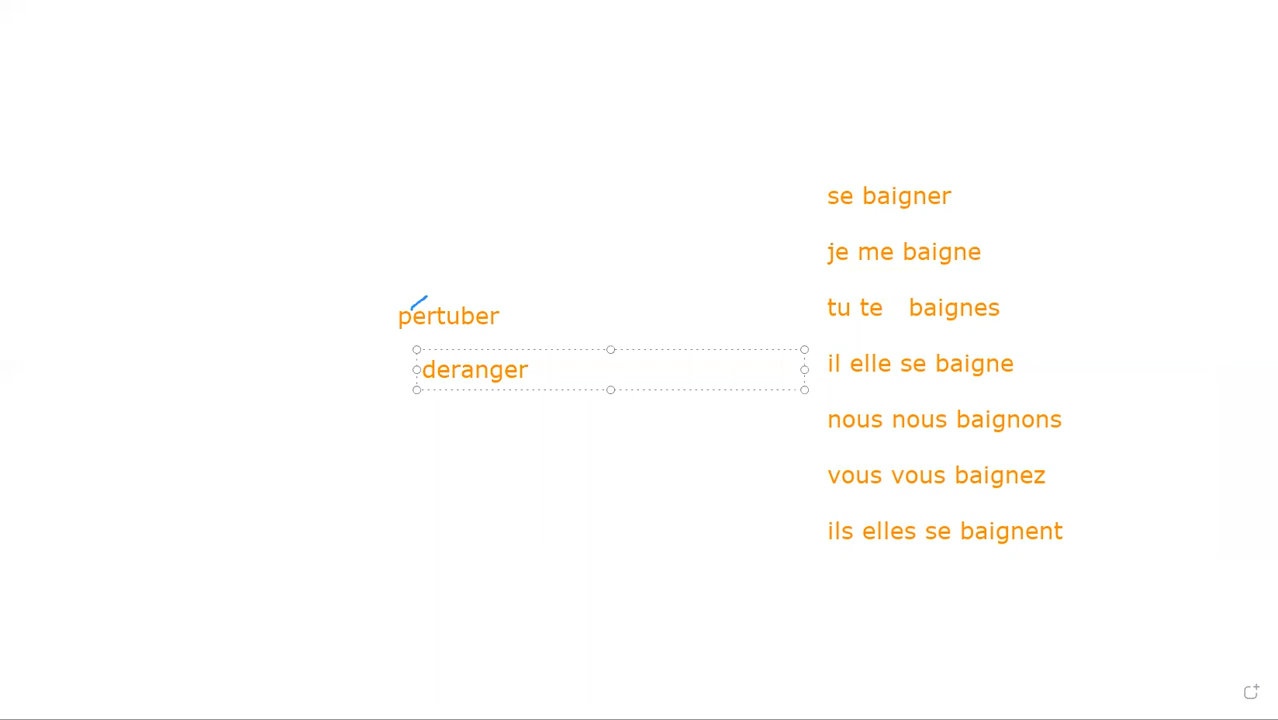 pértuber
deranger
se baigner
je me baigne
tu te baignes
il elle se baigne
nous nous baignons
vous vous baignez
ils elles se baignent